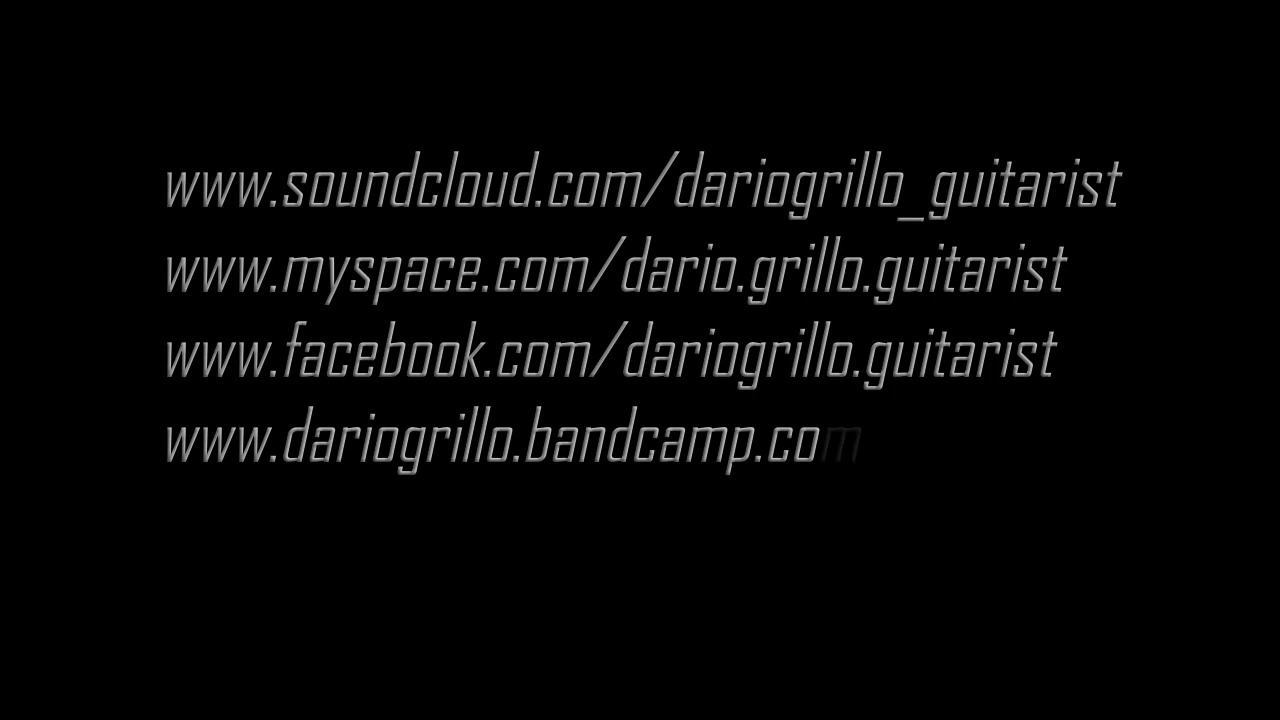 www.soundcloud.com/dariogrillo_guitarist
www.myspace.com/dario.grillo.guitarist
www.facebook.com/dariogrillo.guitarist
www.dariogrillo.bandcamp.com